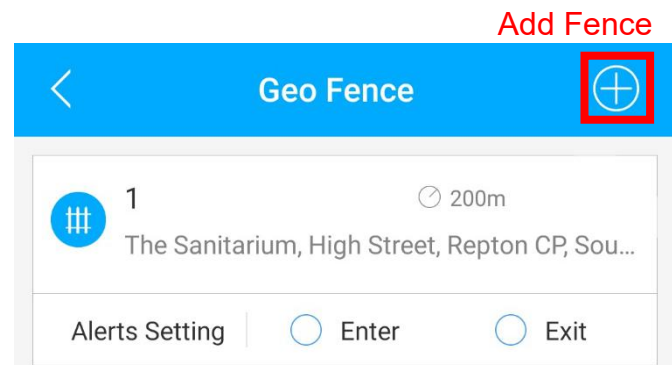 Add Fence
Geo Fence
1 200m
The Sanitarium, High Street, Repton CP, Sou...
Alerts Setting Enter Exit